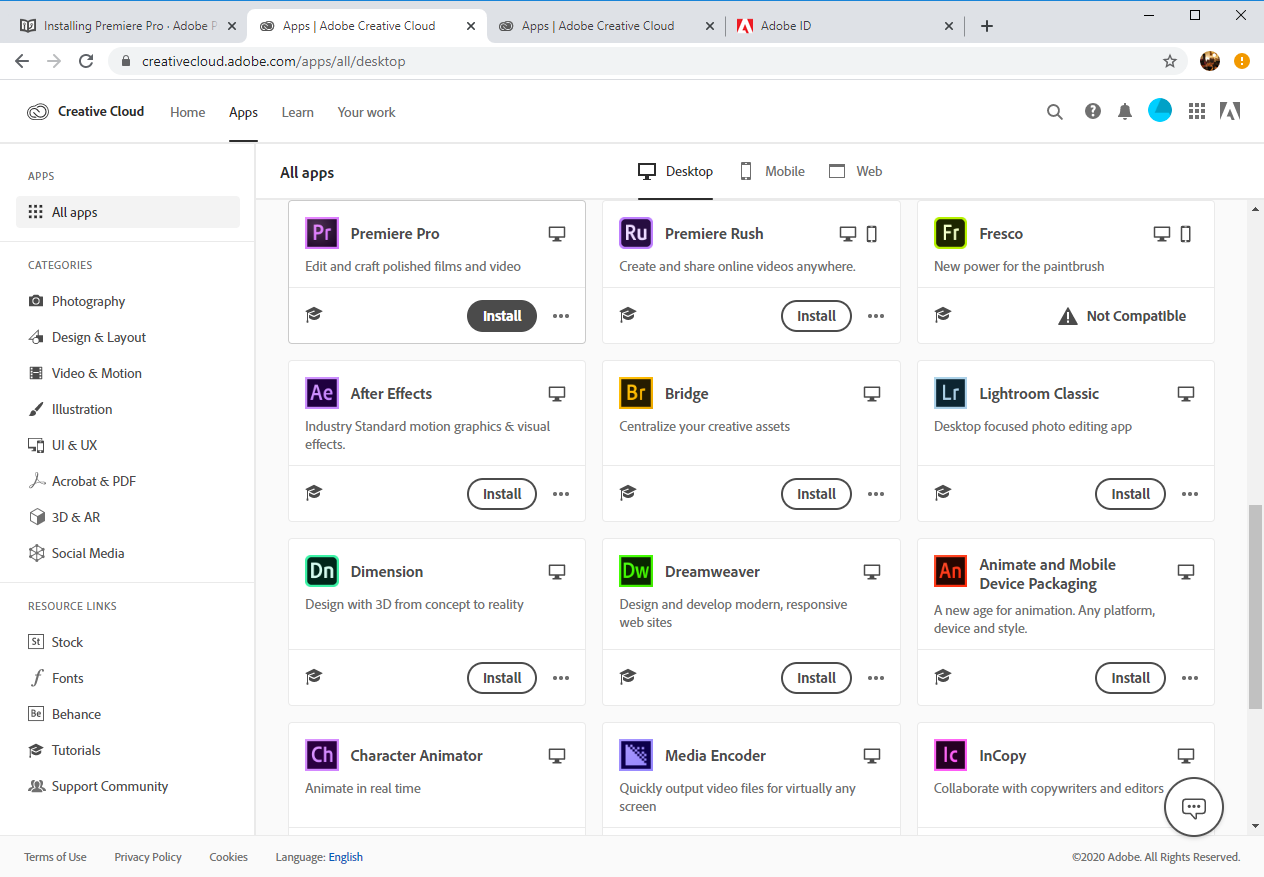 Installing Premiere Pro · Adobe P
Apps | Adobe Creative Cloud
Apps | Adobe Creative Cloud
Adobe ID
creativecloud.adobe.com/apps/all/desktop
Creative Cloud
Home
Apps
Learn
Your work
APPS
All apps
CATEGORIES
Photography
Design & Layout
Video & Motion
Illustration
UI & UX
Acrobat & PDF
3D & AR
Social Media
RESOURCE LINKS
St
Stock
Fonts
Be
Behance
Tutorials
Support Community
All apps
Desktop
Mobile
Web
Pr
Premiere Pro
Edit and craft polished films and video
Install
Ru
Premiere Rush
Create and share online videos anywhere.
Install
Fr
Fresco
New power for the paintbrush
Not Compatible
Ae
After Effects
Industry Standard motion graphics & visual
effects.
Install
Br
Bridge
Centralize your creative assets
Install
Lr
Lightroom Classic
Desktop focused photo editing app
Install
Dn
Dimension
Design with 3D from concept to reality
Install
Dw
Dreamweaver
Design and develop modern, responsive
web sites
Install
An
Animate and Mobile
Device Packaging
A new age for animation. Any platform,
device and style.
Install
Ch
Character Animator
Animate in real time
Media Encoder
Quickly output video files for virtually any
screen
Ic
InCopy
Collaborate with copywriters and editors
Terms of Use
Privacy Policy
Cookies
Language: English
©2020 Adobe. All Rights Reserved.